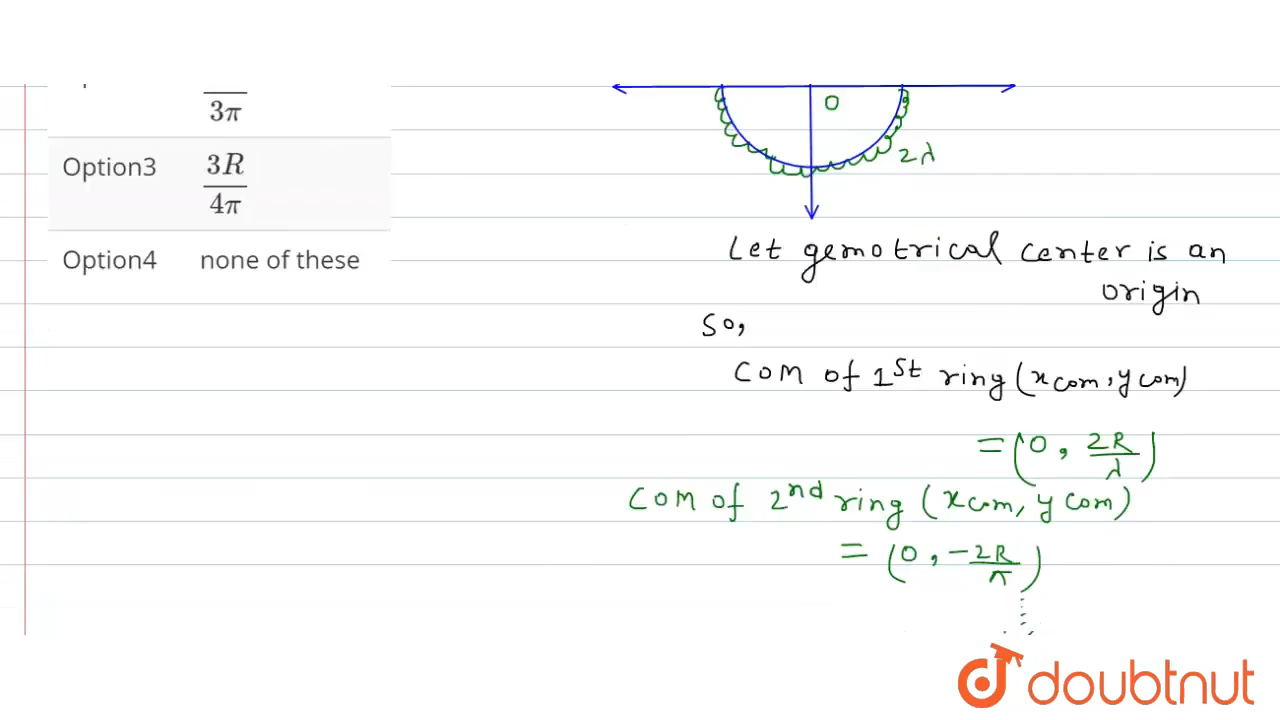 3π
Option3 3R
4π
Option4 none of these
O
2λ
Let gemotrical center is an
origin
So,
COM of 1st ring (xcom, ycom)
= (0, 2R/λ)
COM of 2nd ring (xcom, ycom)
= (0, -2R/π)
doubtnut